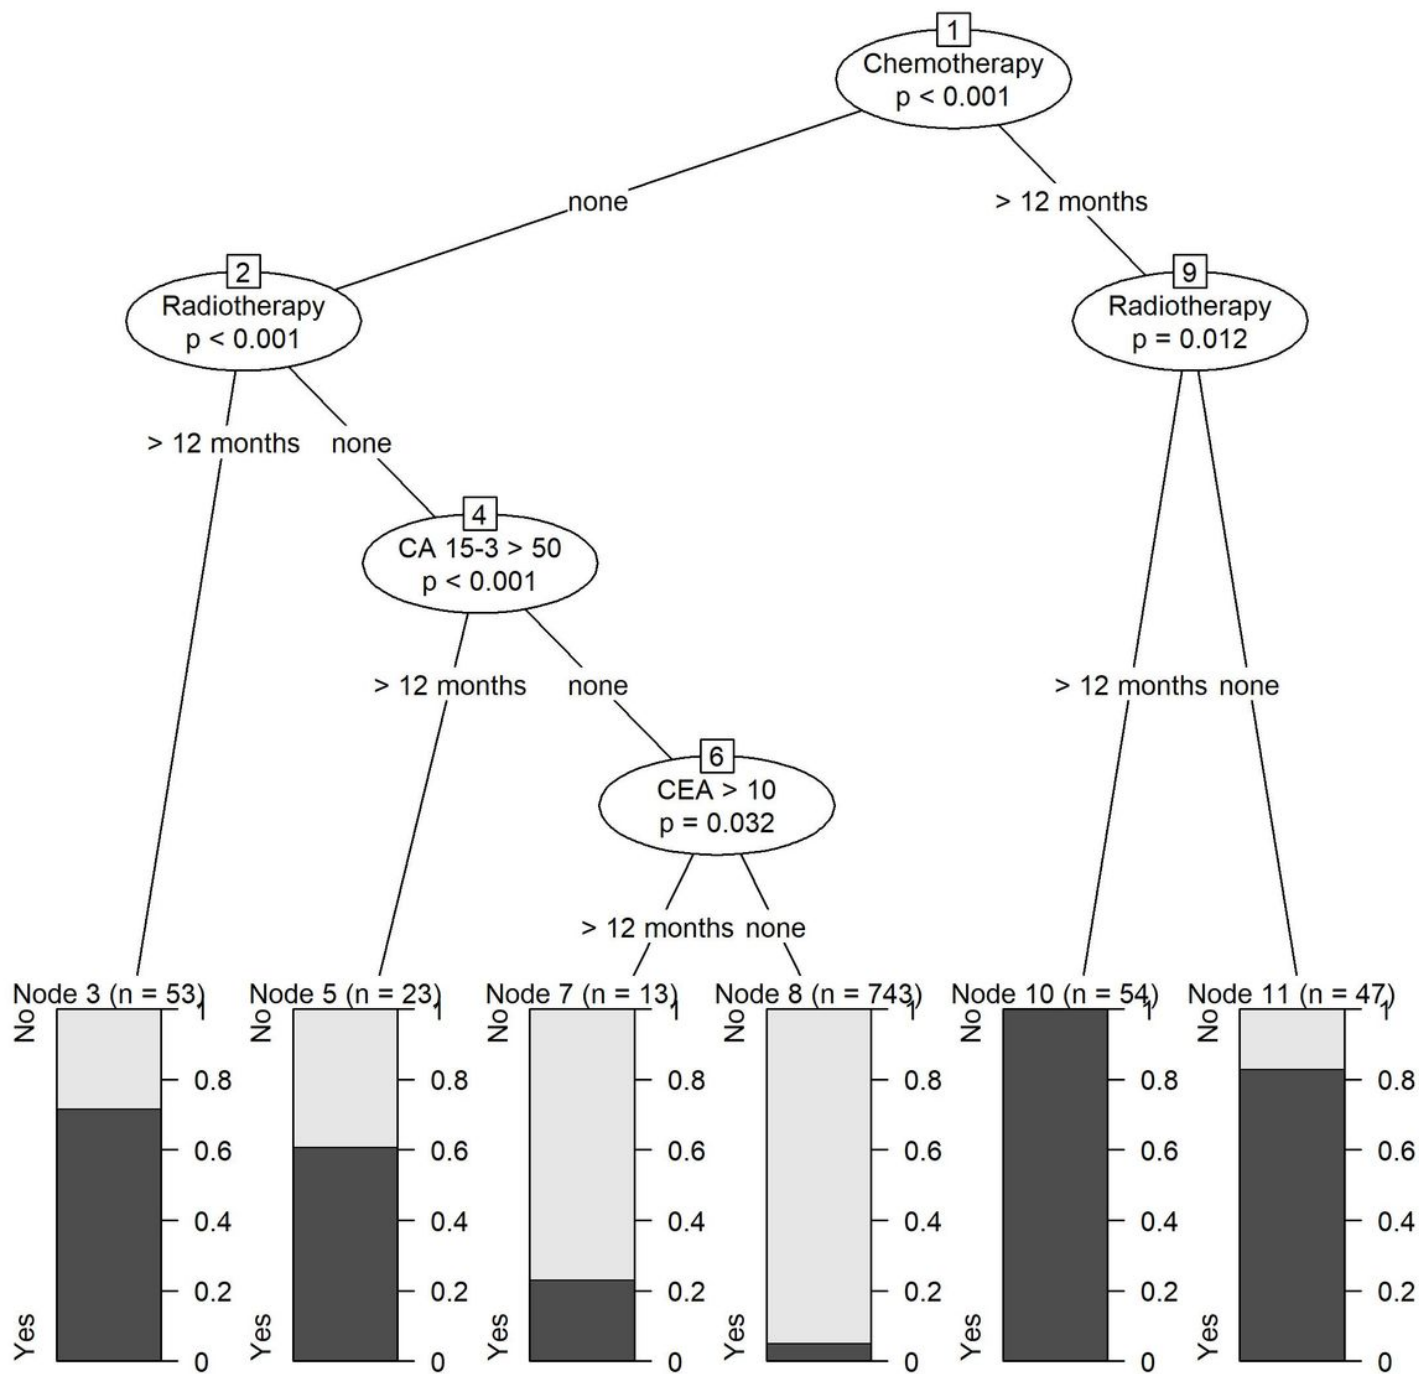 1
Chemotherapy
p < 0.001
none
> 12 months
2
Radiotherapy
p < 0.001
9
Radiotherapy
p = 0.012
> 12 months
none
4
CA 15-3 > 50
p < 0.001
> 12 months
none
> 12 months
none
6
CEA > 10
p = 0.032
> 12 months
none
Node 3 (n = 53)
No
Yes
1
0.8
0.6
0.4
0.2
0
Node 5 (n = 23)
No
Yes
1
0.8
0.6
0.4
0.2
0
Node 7 (n = 13)
No
Yes
1
0.8
0.6
0.4
0.2
0
Node 8 (n = 743)
No
Yes
1
0.8
0.6
0.4
0.2
0
Node 10 (n = 54)
No
Yes
1
0.8
0.6
0.4
0.2
0
Node 11 (n = 47)
No
Yes
1
0.8
0.6
0.4
0.2
0